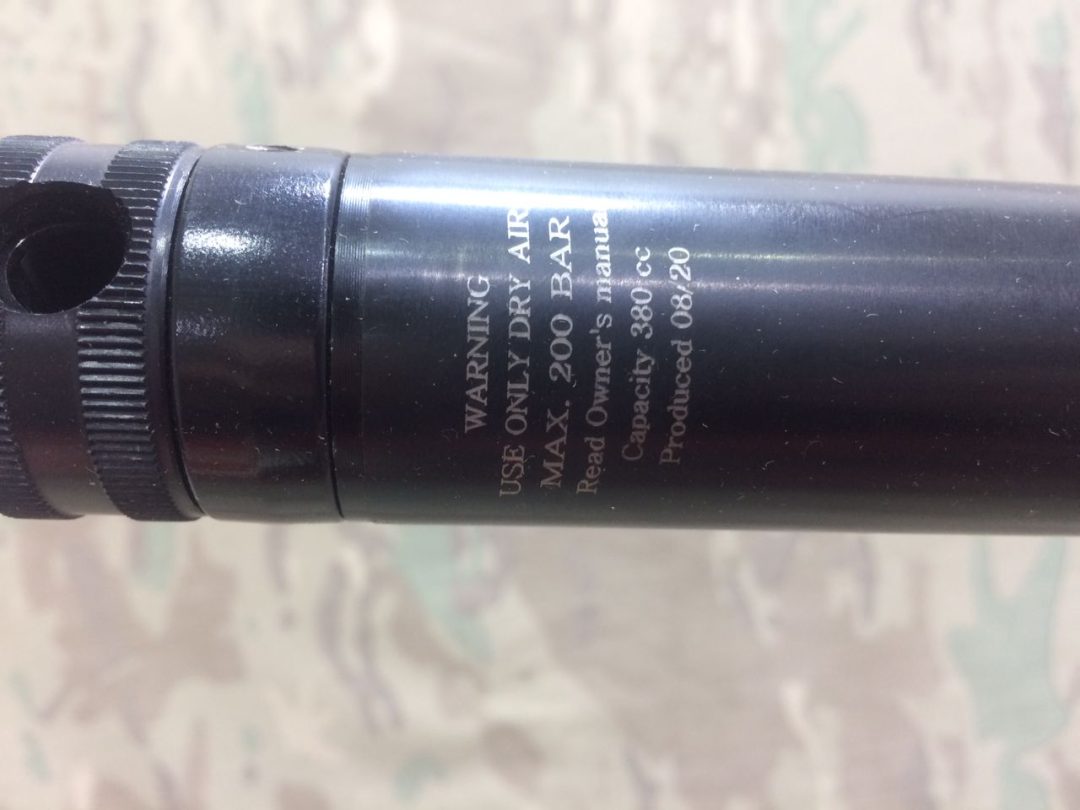 WARNING
USE ONLY DRY AIR
MAX. 200 BAR
Read Owner's manual
Capacity 380 cc
Produced 08/20